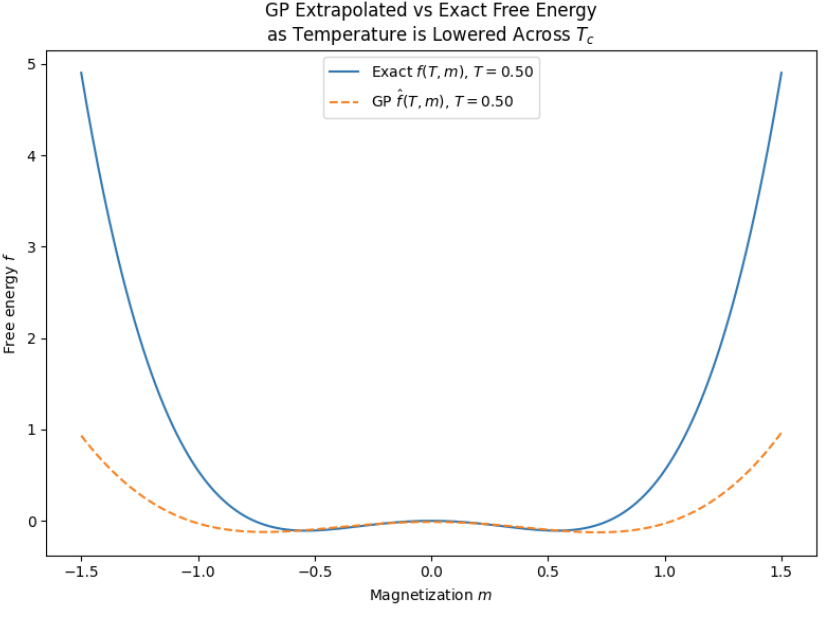 GP Extrapolated vs Exact Free Energy
as Temperature is Lowered Across $T_c$
Exact $f(T, m)$, $T = 0.50$
GP $\hat{f}(T, m)$, $T = 0.50$
Free energy $f$
5
4
3
2
1
0
−1.5 −1.0 −0.5 0.0 0.5 1.0 1.5
Magnetization $m$